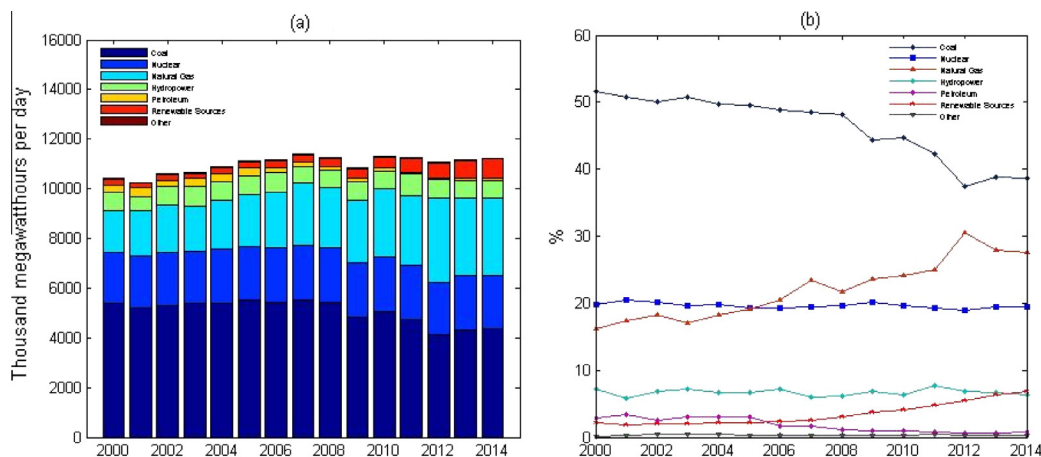 (a)
16000
14000
12000
10000
8000
6000
4000
2000
0
Thousand megawatthours per day
Coal
Nuclear
Natural Gas
Hydropower
Petroleum
Renewable Sources
Other
2000 2002 2004 2006 2008 2010 2012 2014
(b)
60
50
40
30
20
10
0
%
Coal
Nuclear
Natural Gas
Hydropower
Petroleum
Renewable Sources
Other
2000 2002 2004 2006 2008 2010 2012 2014